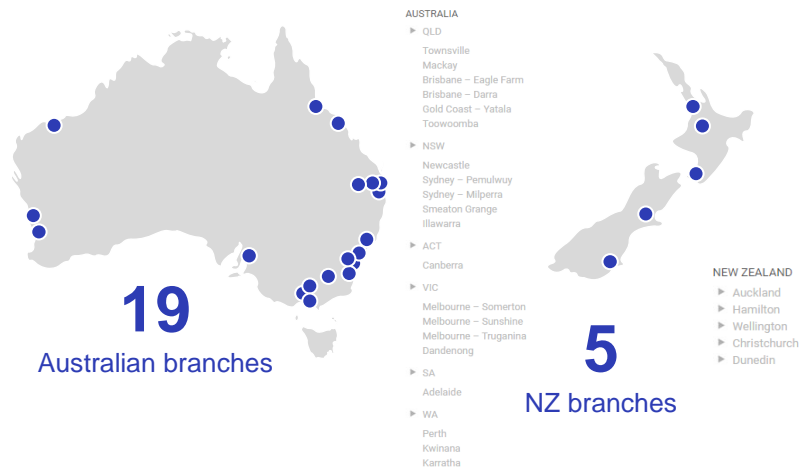 19
Australian branches
AUSTRALIA
► QLD
Townsville
Mackay
Brisbane – Eagle Farm
Brisbane – Darra
Gold Coast – Yatala
Toowoomba
► NSW
Newcastle
Sydney – Pemulwuy
Sydney – Milperra
Smeaton Grange
Illawarra
► ACT
Canberra
► VIC
Melbourne – Somerton
Melbourne – Sunshine
Melbourne – Truganina
Dandenong
► SA
Adelaide
► WA
Perth
Kwinana
Karratha
5
NZ branches
NEW ZEALAND
► Auckland
► Hamilton
► Wellington
► Christchurch
► Dunedin